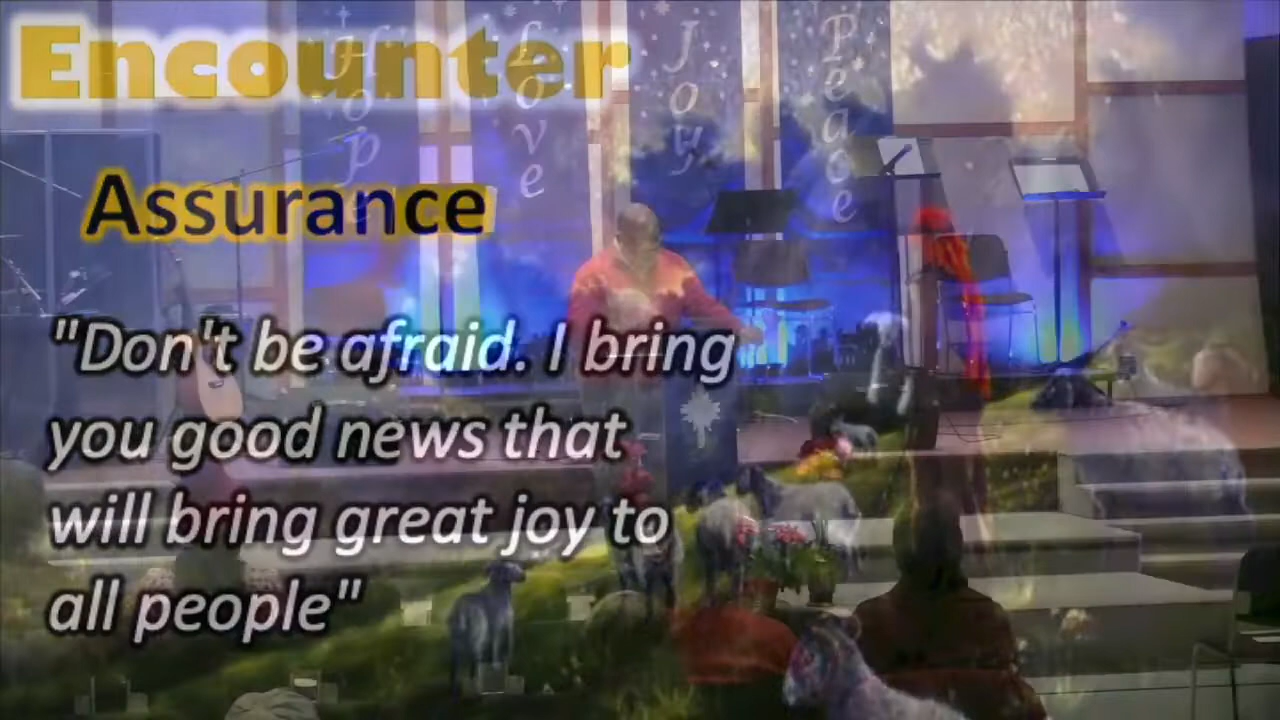 Encounter
Hope
Love
Joy
Peace
Assurance
"Don't be afraid. I bring
you good news that
will bring great joy to
all people"